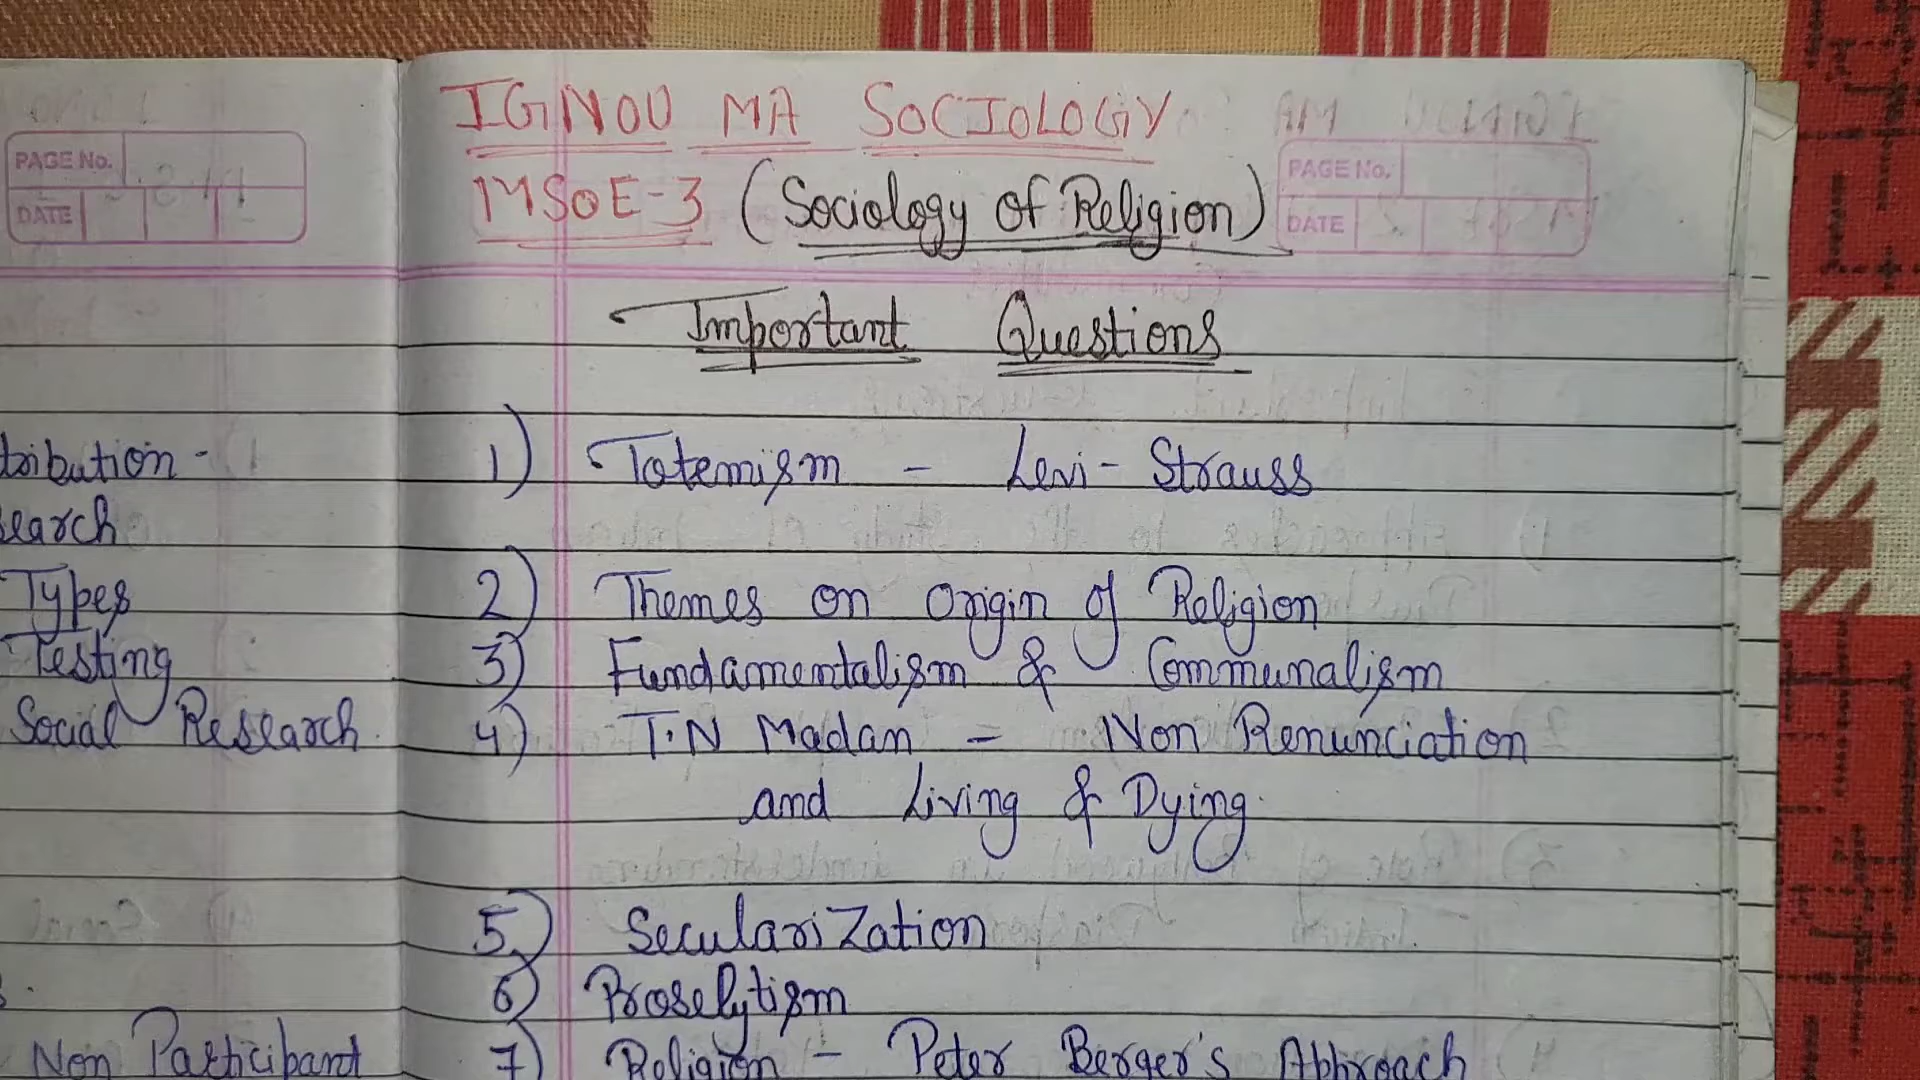 PAGE No.
DATE
tribution -
search
Types
Testing
Social Research
Non Participant
IGNOU MA SOCIOLOGY
MSOE-3 (Sociology of Religion)
PAGE No.
DATE
Important Questions
1) Totemism - Levi-Strauss
2) Themes on Origin of Religion
3) Fundamentalism & Communalism
4) T.N Madan - Non Renunciation
and Living & Dying.
5) Secularization
6) Proselytism
7) Religion - Peter Berger's Approach